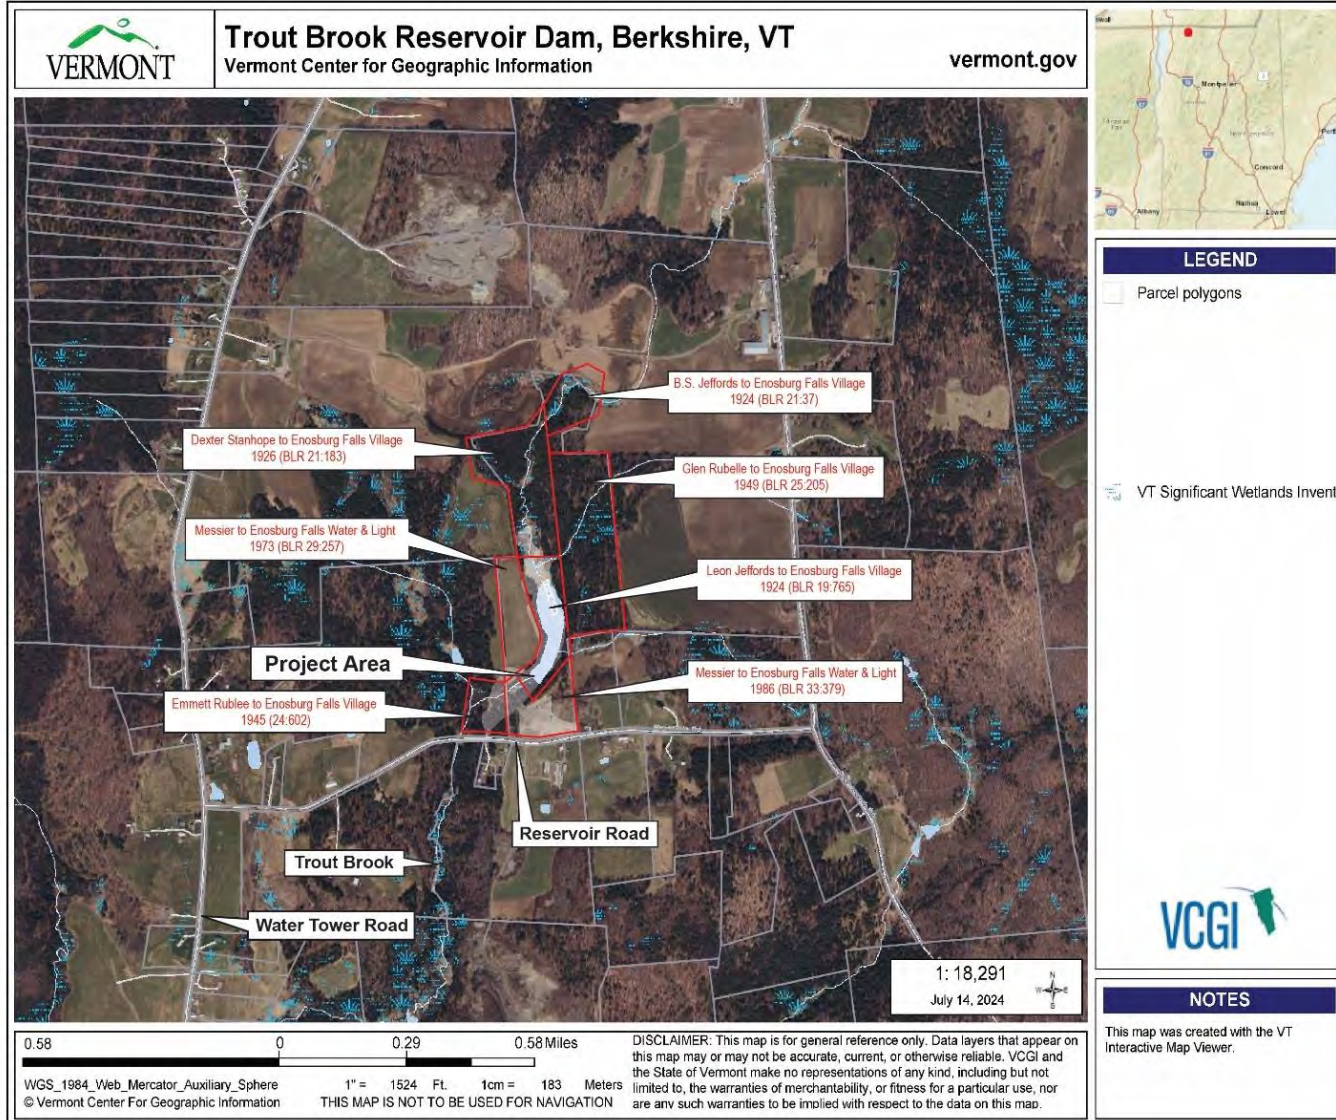 VERMONT
Trout Brook Reservoir Dam, Berkshire, VT
Vermont Center for Geographic Information
vermont.gov
Montpelier
Concord
Nashua
Lowell
Albany
LEGEND
Parcel polygons
VT Significant Wetlands Invent
B.S. Jeffords to Enosburg Falls Village
1924 (BLR 21:37)
Dexter Stanhope to Enosburg Falls Village
1926 (BLR 21:183)
Glen Rubelle to Enosburg Falls Village
1949 (BLR 25:205)
Messier to Enosburg Falls Water & Light
1973 (BLR 29:257)
Leon Jeffords to Enosburg Falls Village
1924 (BLR 19:765)
Project Area
Messier to Enosburg Falls Water & Light
1986 (BLR 33:379)
Emmett Rublee to Enosburg Falls Village
1945 (24:602)
Reservoir Road
Trout Brook
Water Tower Road
1: 18,291
July 14, 2024
N
W E
S
VCGI
NOTES
This map was created with the VT
Interactive Map Viewer.
0.58 0 0.29 0.58 Miles
WGS_1984_Web_Mercator_Auxiliary_Sphere
1" = 1524 Ft. 1cm = 183 Meters
© Vermont Center For Geographic Information
THIS MAP IS NOT TO BE USED FOR NAVIGATION
DISCLAIMER: This map is for general reference only. Data layers that appear on
this map may or may not be accurate, current, or otherwise reliable. VCGI and
the State of Vermont make no representations of any kind, including but not
limited to, the warranties of merchantability, or fitness for a particular use, nor
are any such warranties to be implied with respect to the data on this map.